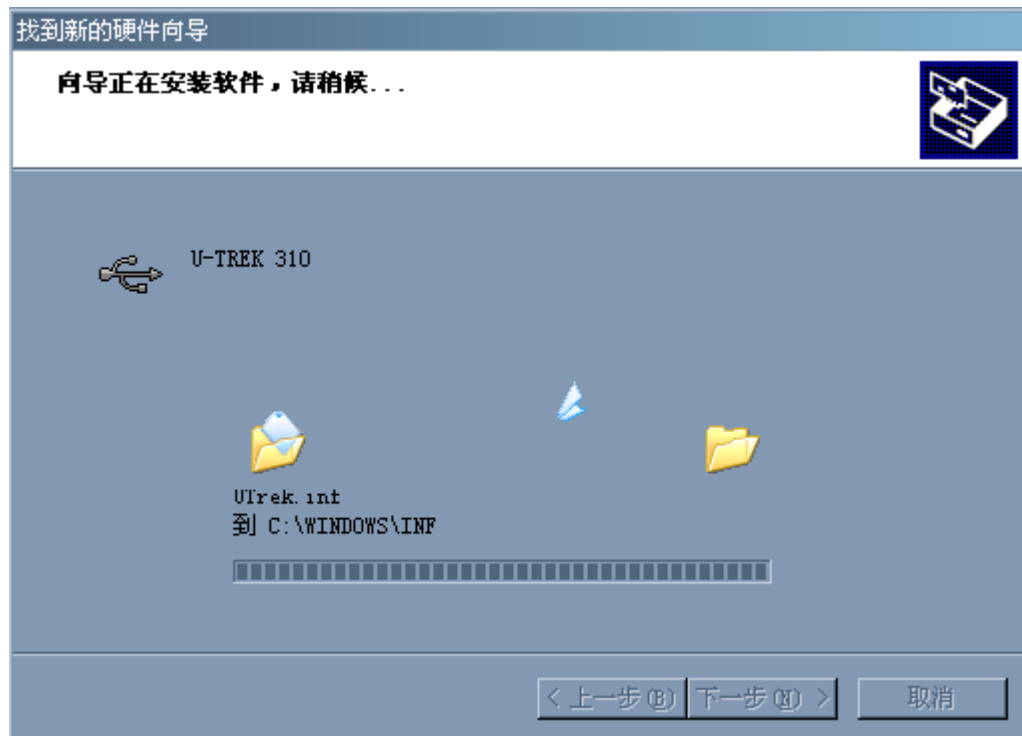 找到新的硬件向导
向导正在安装软件，请稍候...
U-TREK 310
UTrek.inf
到 C:\WINDOWS\INF
< 上一步(B)
下一步(N) >
取消